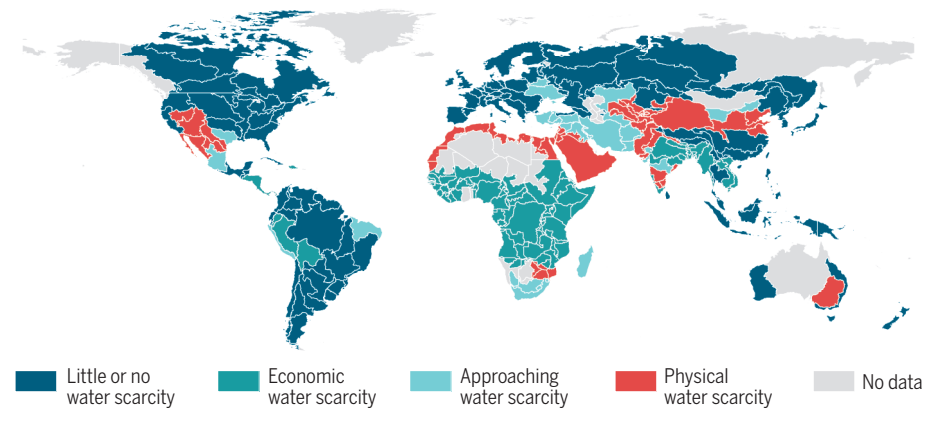 Little or no
water scarcity
Economic
water scarcity
Approaching
water scarcity
Physical
water scarcity
No data